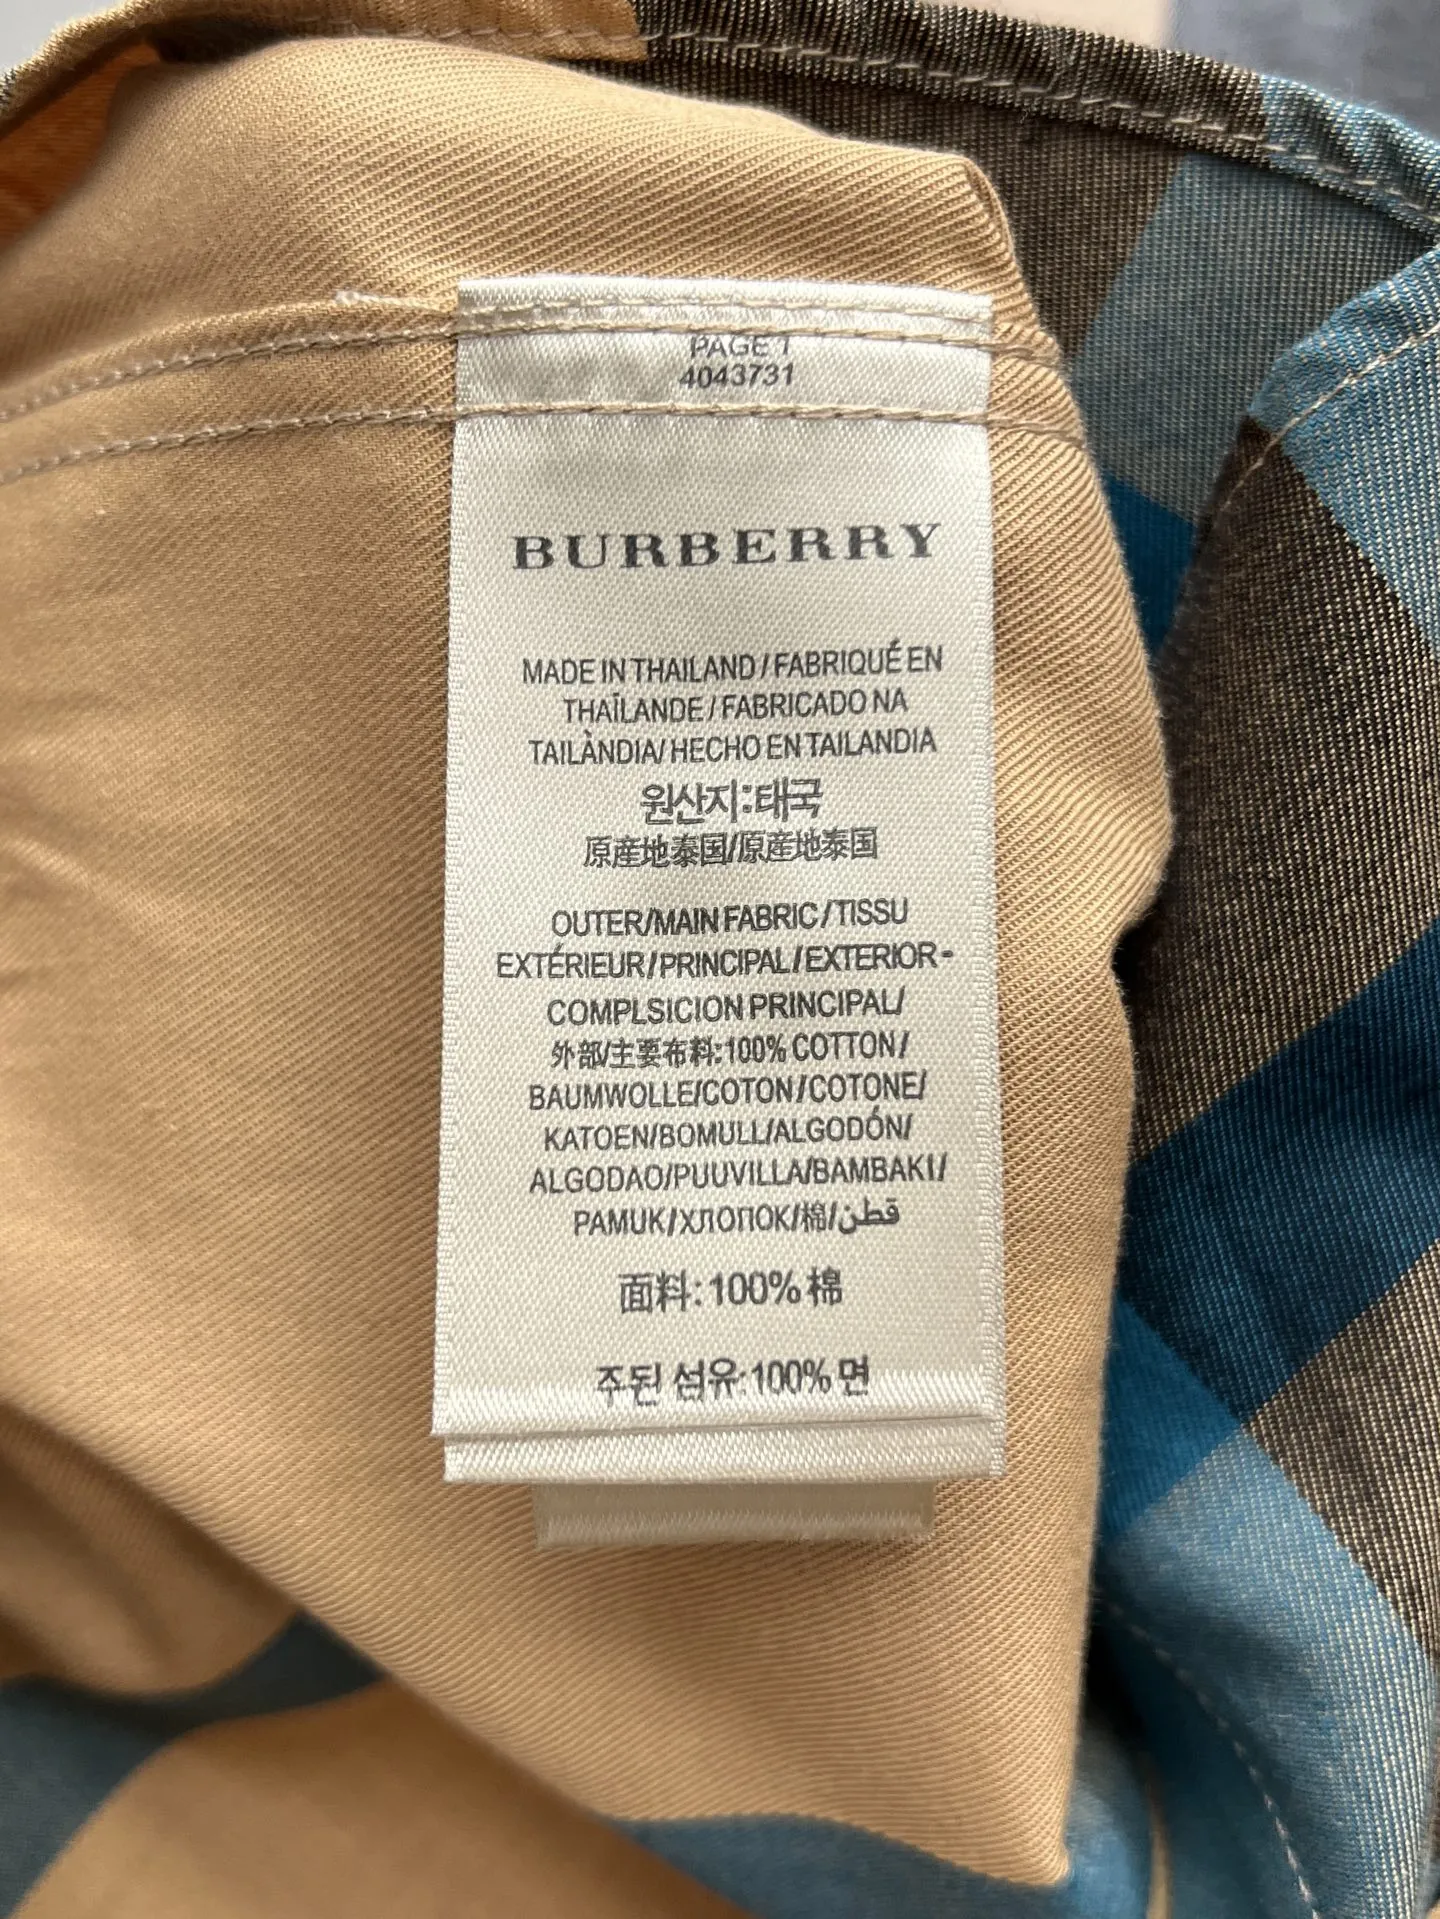 PAGE 1
4043731
BURBERRY
MADE IN THAILAND / FABRIQUÉ EN
THAÏLANDE / FABRICADO NA
TAILÀNDIA/ HECHO EN TAILANDIA
원산지:태국
原産地泰国/原产地泰国
OUTER/MAIN FABRIC/TISSU
EXTÉRIEUR/PRINCIPAL/EXTERIOR-
COMPLSICION PRINCIPAL/
外部/主要布料:100% COTTON/
BAUMWOLLE/COTON/COTONE/
KATOEN/BOMULL/ALGODÓN/
ALGODAO/PUUVILLA/BAMBAKI/
PAMUK/ХЛОПОК/棉/قطن
面料:100% 棉
주된 섬유:100% 면